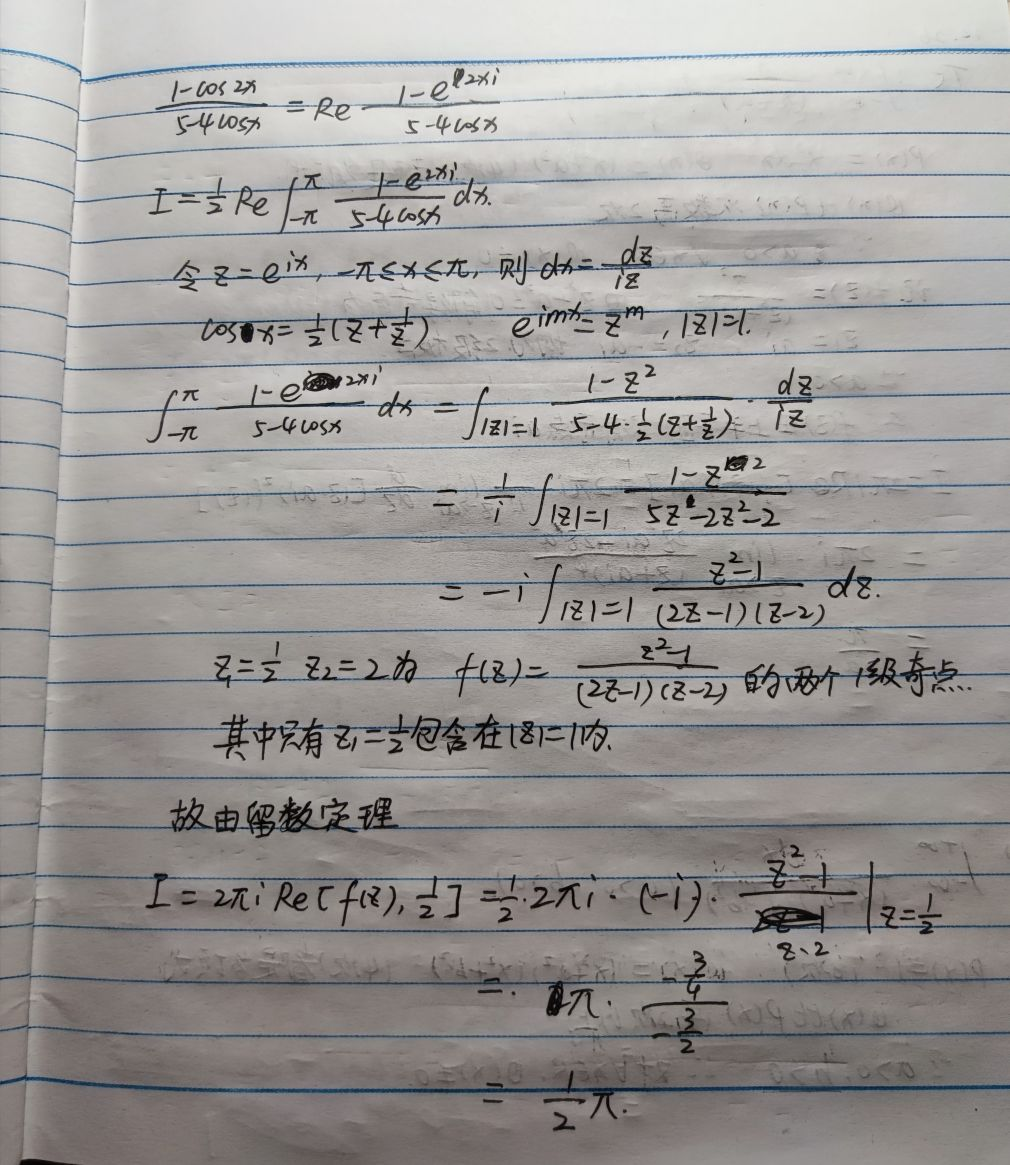 (1-cos2x)/(5-4cosx) = Re (1-e^{2xi})/(5-4cosx)
I = 1/2 Re ∫_{-π}^{π} (1-e^{2xi})/(5-4cosx) dx.
令 z = e^{ix}, -π≤x≤π, 则 dx = dz/(iz)
cosx = 1/2(z+1/z) e^{imx} = z^m, |z|=1.
∫_{-π}^{π} (1-e^{2xi})/(5-4cosx) dx = ∫_{|z|=1} (1-z^2)/(5-4·1/2(z+1/z)) · dz/(iz)
= 1/i ∫_{|z|=1} (1-z^2)/(5z-2z^2-2)
= -i ∫_{|z|=1} (z^2-1)/((2z-1)(z-2)) dz.
z_1=1/2 z_2=2为 f(z) = (z^2-1)/((2z-1)(z-2)) 的两个1级奇点.
其中只有 z_1=1/2 包含在|z|=1内.
故由留数定理
I = 2πi Re[f(z), 1/2] = 1/2·2πi·(-i)· (z^2-1)/(z-2) |_{z=1/2}
=. π· (-3/4)/(-3/2)
= 1/2 π.